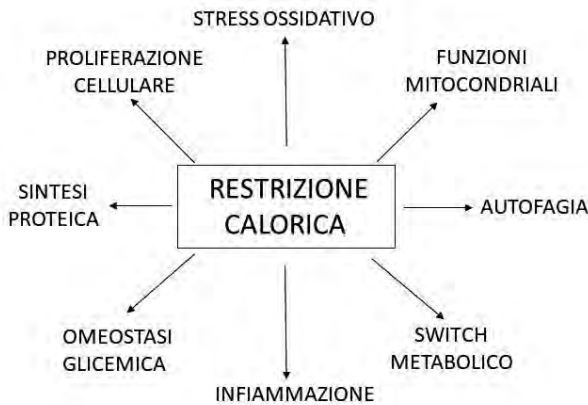 STRESS OSSIDATIVO
PROLIFERAZIONE
CELLULARE
FUNZIONI
MITOCONDRIALI
SINTESI
PROTEICA
RESTRIZIONE
CALORICA
AUTOFAGIA
OMEOSTASI
GLICEMICA
SWITCH
METABOLICO
INFIAMMAZIONE